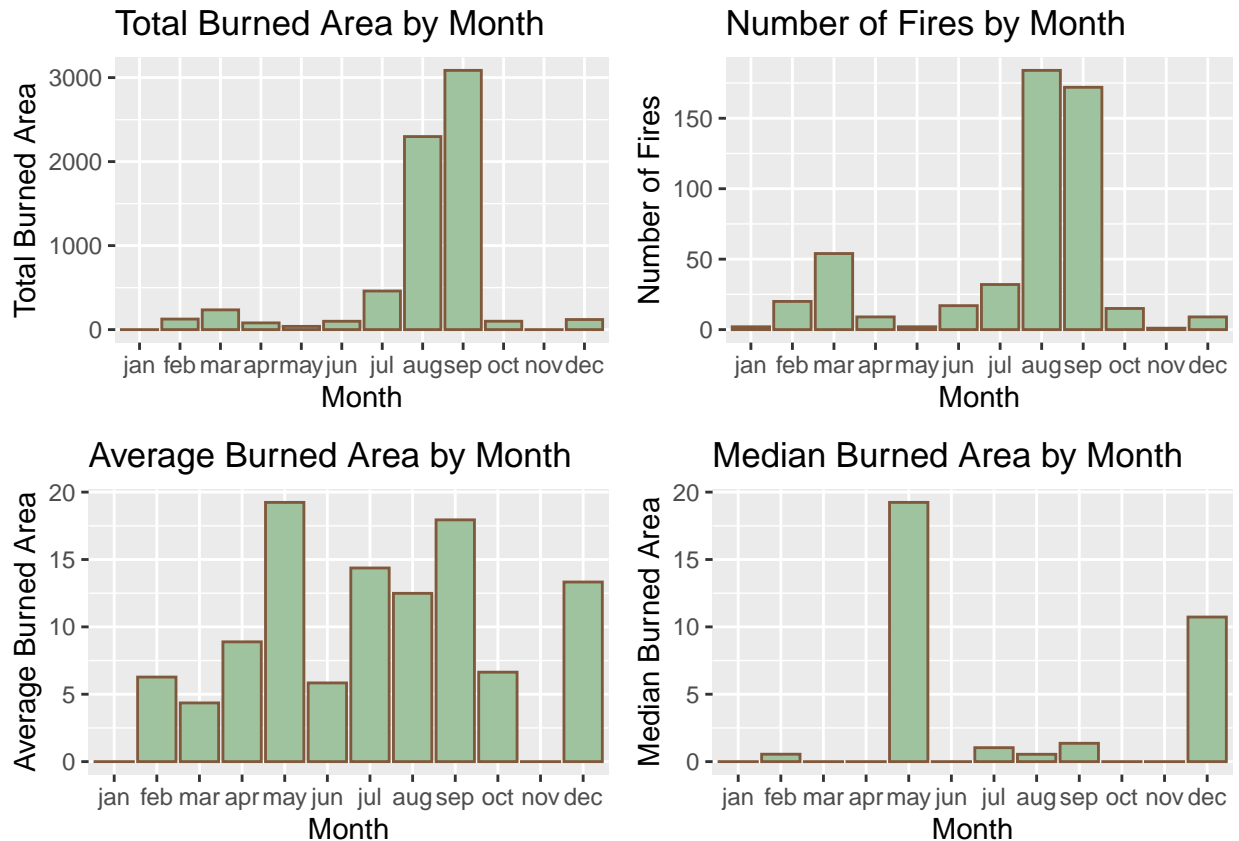 Total Burned Area by Month
Total Burned Area
3000
2000
1000
0
jan feb mar apr may jun jul aug sep oct nov dec
Month
Number of Fires by Month
Number of Fires
150
100
50
0
jan feb mar apr may jun jul aug sep oct nov dec
Month
Average Burned Area by Month
Average Burned Area
20
15
10
5
0
jan feb mar apr may jun jul aug sep oct nov dec
Month
Median Burned Area by Month
Median Burned Area
20
15
10
5
0
jan feb mar apr may jun jul aug sep oct nov dec
Month